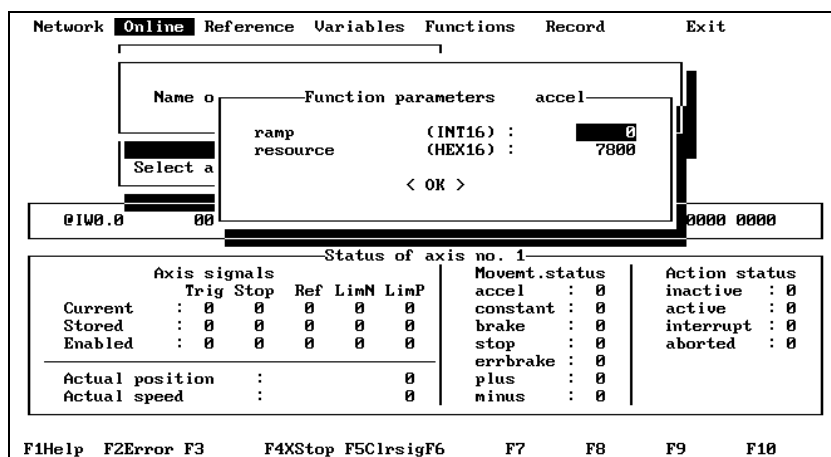 Network Online Reference Variables Functions Record Exit
Name o
Function parameters accel
ramp (INT16) : 0
resource (HEX16) : 7800
Select a
< OK >
@IW0.0 00 0000 0000
Status of axis no. 1
Axis signals Movemt.status Action status
Trig Stop Ref LimN LimP accel : 0 inactive : 0
Current : 0 0 0 0 0 constant : 0 active : 0
Stored : 0 0 0 0 0 brake : 0 interrupt : 0
Enabled : 0 0 0 0 0 stop : 0 aborted : 0
errbrake : 0
Actual position : 0 plus : 0
Actual speed : 0 minus : 0
F1Help F2Error F3 F4XStop F5ClrsigF6 F7 F8 F9 F10